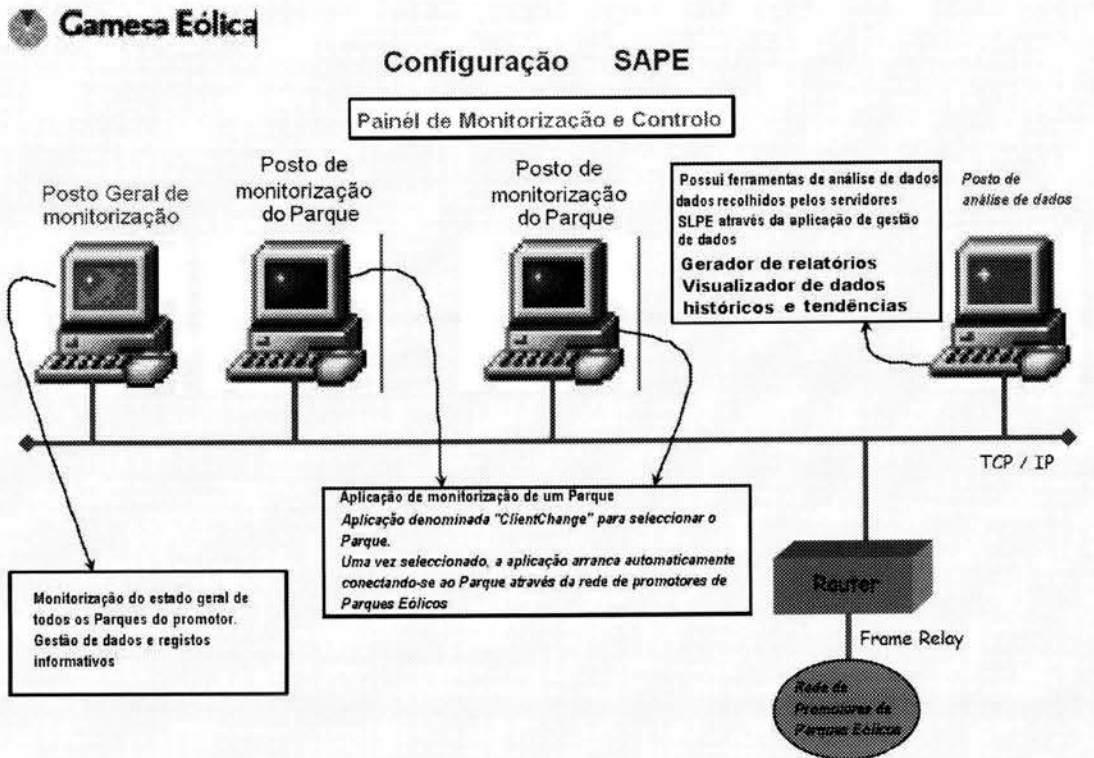 Gamesa Eólica
Configuração SAPE
Painél de Monitorização e Controlo
Posto Geral de
monitorização
Posto de
monitorização
do Parque
Posto de
monitorização
do Parque
Possui ferramentas de análise de dados
dados recolhidos pelos servidores
SLPE através da aplicação de gestão
de dados
Gerador de relatórios
Visualizador de dados
históricos e tendências
Posto de
análise de dados
TCP / IP
Aplicação de monitorização de um Parque
Aplicação denominada "ClientChange" para seleccionar o
Parque.
Uma vez seleccionado, a aplicação arranca automaticamente
conectando-se ao Parque através da rede de promotores de
Parques Eólicos
Monitorização do estado geral de
todos os Parques do promotor.
Gestão de dados e registos
informativos
Router
Frame Relay
Rede de
Promotores de
Parques Eólicos